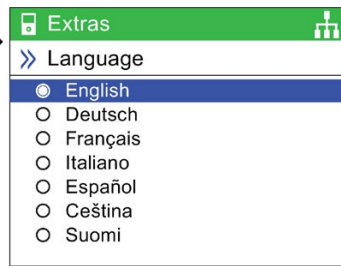 Extras
Language
English
Deutsch
Français
Italiano
Español
Ceština
Suomi